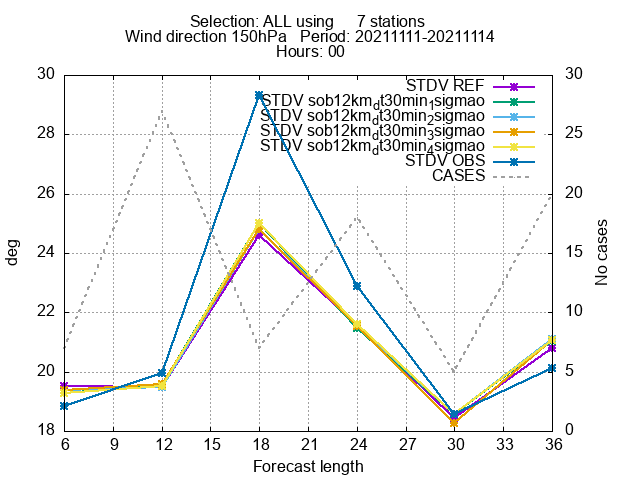 Selection: ALL using 7 stations
Wind direction 150hPa Period: 20211111-20211114
Hours: 00
STDV REF
STDV sob12km_dt30min_1sigmao
STDV sob12km_dt30min_2sigmao
STDV sob12km_dt30min_3sigmao
STDV sob12km_dt30min_4sigmao
STDV OBS
CASES
30
28
26
24
22
20
18
deg
30
25
20
15
10
5
0
No cases
6 9 12 15 18 21 24 27 30 33 36
Forecast length